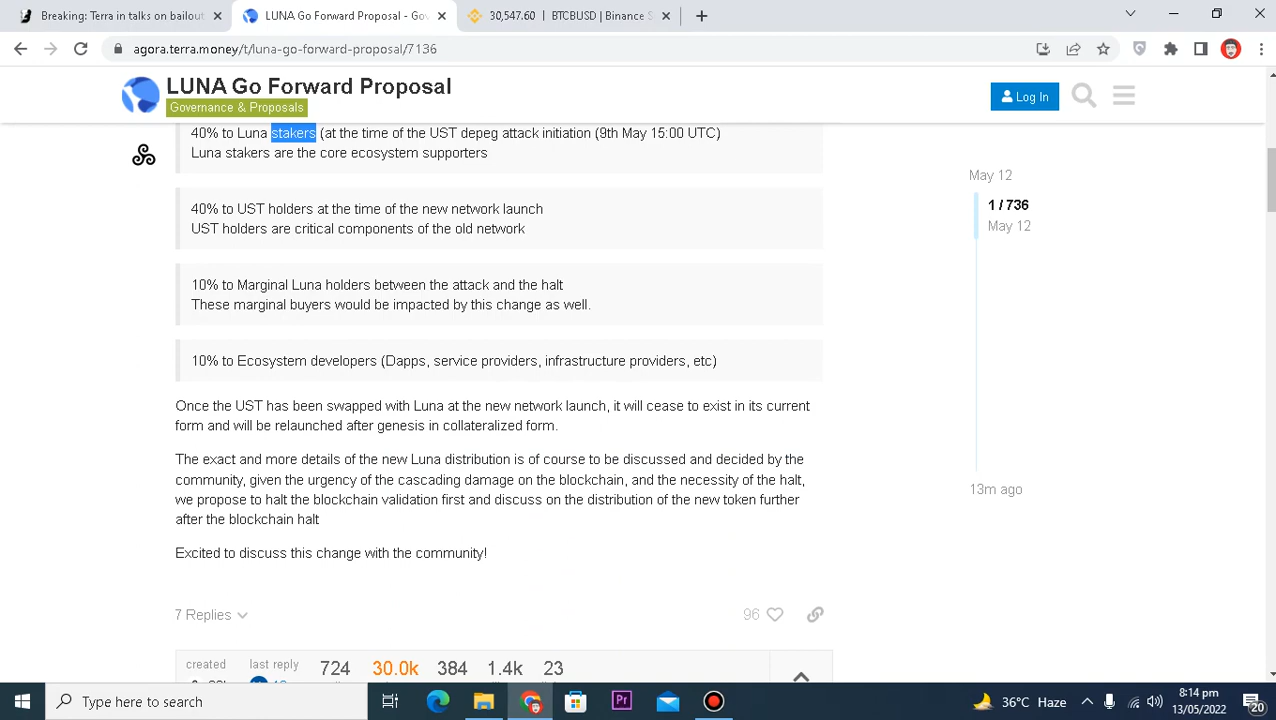 Breaking: Terra in talks on bailout
LUNA Go Forward Proposal - Gov
30,547.60 | BTCBUSD | Binance S
agora.terra.money/t/luna-go-forward-proposal/7136
LUNA Go Forward Proposal
Governance & Proposals
Log In
40% to Luna stakers (at the time of the UST depeg attack initiation (9th May 15:00 UTC)
Luna stakers are the core ecosystem supporters
40% to UST holders at the time of the new network launch
UST holders are critical components of the old network
10% to Marginal Luna holders between the attack and the halt
These marginal buyers would be impacted by this change as well.
10% to Ecosystem developers (Dapps, service providers, infrastructure providers, etc)
Once the UST has been swapped with Luna at the new network launch, it will cease to exist in its current
form and will be relaunched after genesis in collateralized form.
The exact and more details of the new Luna distribution is of course to be discussed and decided by the
community, given the urgency of the cascading damage on the blockchain, and the necessity of the halt,
we propose to halt the blockchain validation first and discuss on the distribution of the new token further
after the blockchain halt
Excited to discuss this change with the community!
7 Replies
96
May 12
1 / 736
May 12
13m ago
created
last reply
724
30.0k
384
1.4k
23
Type here to search
Pr
36°C Haze
8:14 pm
13/05/2022
20